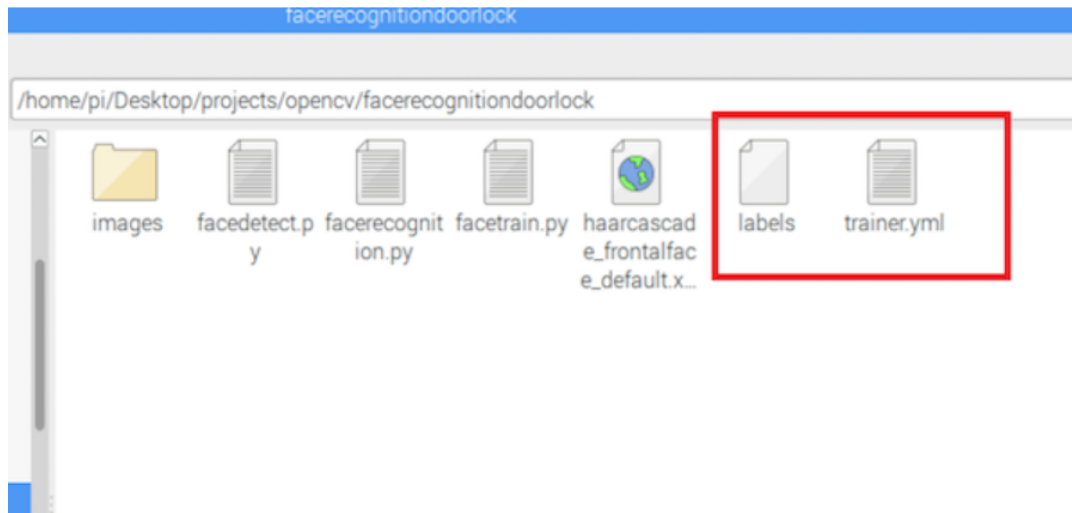 facerecognitiondoorlock
/home/pi/Desktop/projects/opencv/facerecognitiondoorlock
images
facedetect.p
y
facerecognit
ion.py
facetrain.py
haarcascad
e_frontalfac
e_default.x...
labels
trainer.yml